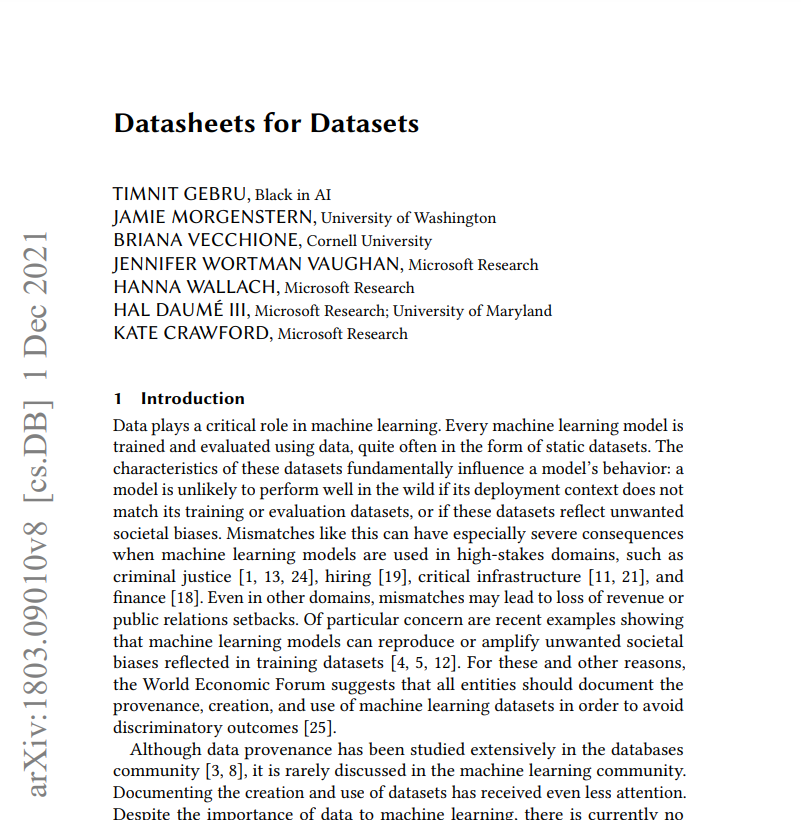 Datasheets for Datasets
TIMNIT GEBRU, Black in AI
JAMIE MORGENSTERN, University of Washington
BRIANA VECCHIONE, Cornell University
JENNIFER WORTMAN VAUGHAN, Microsoft Research
HANNA WALLACH, Microsoft Research
HAL DAUMÉ III, Microsoft Research; University of Maryland
KATE CRAWFORD, Microsoft Research
1 Introduction
Data plays a critical role in machine learning. Every machine learning model is
trained and evaluated using data, quite often in the form of static datasets. The
characteristics of these datasets fundamentally influence a model's behavior: a
model is unlikely to perform well in the wild if its deployment context does not
match its training or evaluation datasets, or if these datasets reflect unwanted
societal biases. Mismatches like this can have especially severe consequences
when machine learning models are used in high-stakes domains, such as
criminal justice [1, 13, 24], hiring [19], critical infrastructure [11, 21], and
finance [18]. Even in other domains, mismatches may lead to loss of revenue or
public relations setbacks. Of particular concern are recent examples showing
that machine learning models can reproduce or amplify unwanted societal
biases reflected in training datasets [4, 5, 12]. For these and other reasons,
the World Economic Forum suggests that all entities should document the
provenance, creation, and use of machine learning datasets in order to avoid
discriminatory outcomes [25].
Although data provenance has been studied extensively in the databases
community [3, 8], it is rarely discussed in the machine learning community.
Documenting the creation and use of datasets has received even less attention.
Despite the importance of data to machine learning, there is currently no
arXiv:1803.09010v8 [cs.DB] 1 Dec 2021